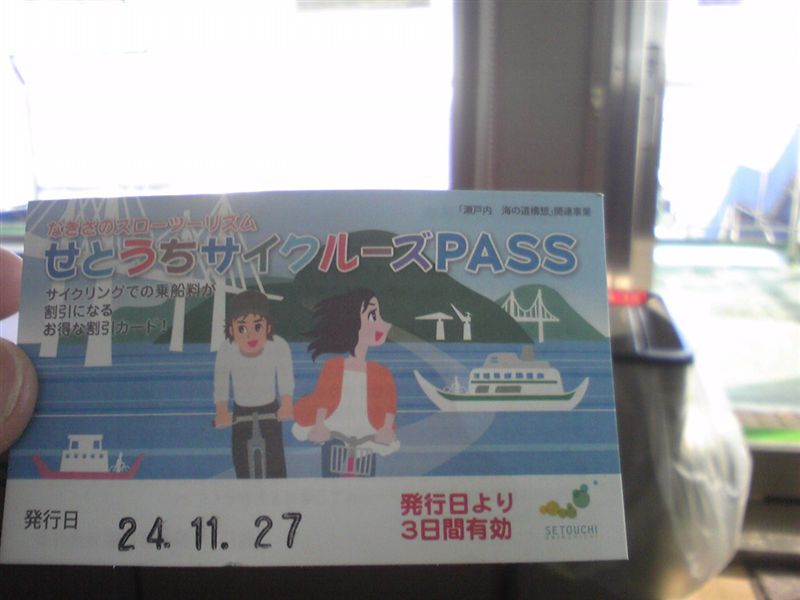 「瀬戸内 海の道構想」関連事業
なぎさのスローツーリズム
せとうちサイクルーズPASS
サイクリングでの乗船料が
割引になる
お得な割引カード!
発行日
24.11.27
発行日より
3日間有効
SETOUCHI